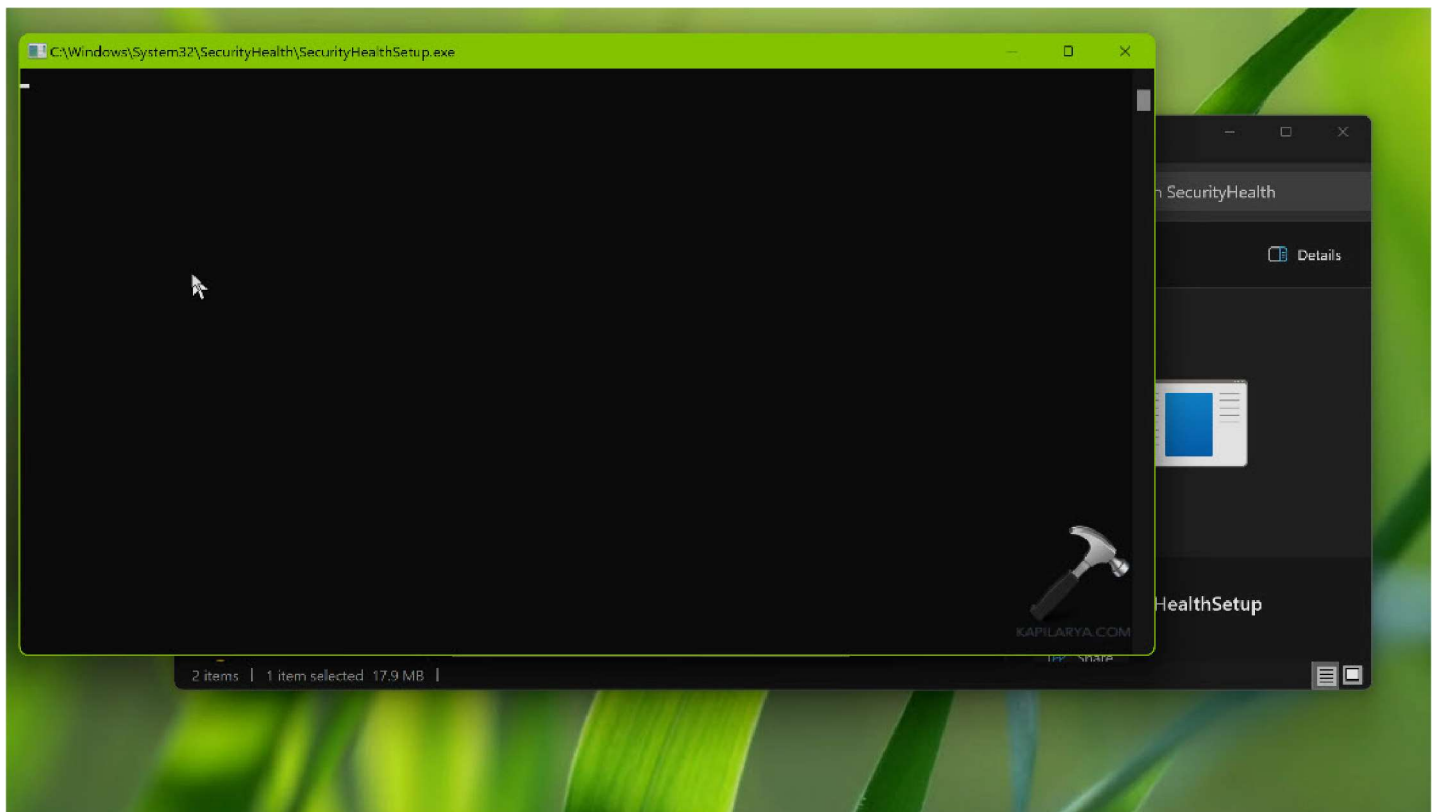 C:\Windows\System32\SecurityHealth\SecurityHealthSetup.exe
SecurityHealth
Details
HealthSetup
KAPILARYA.COM
Share
2 items | 1 item selected 17.9 MB |